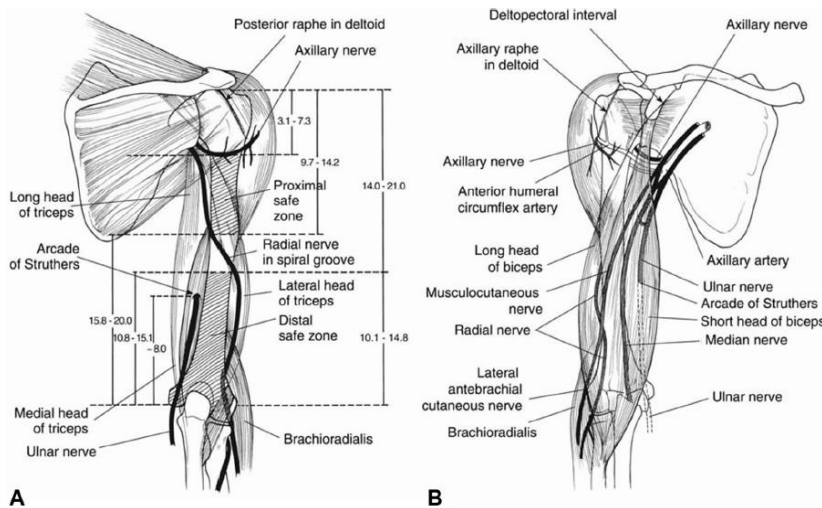 Posterior raphe in deltoid
Axillary nerve
3.1 - 7.3
9.7 - 14.2
14.0 - 21.0
Long head
of triceps
Proximal
safe
zone
Arcade
of Struthers
Radial nerve
in spiral groove
Lateral head
of triceps
15.8 - 20.0
10.8 - 15.1
~ 8.0
Distal
safe zone
10.1 - 14.8
Medial head
of triceps
Ulnar nerve
Brachioradialis
A
Deltopectoral interval
Axillary nerve
Axillary raphe
in deltoid
Axillary nerve
Anterior humeral
circumflex artery
Long head
of biceps
Axillary artery
Musculocutaneous
nerve
Ulnar nerve
Arcade of Struthers
Radial nerve
Short head of biceps
Median nerve
Lateral
antebrachial
cutaneous nerve
Ulnar nerve
Brachioradialis
B